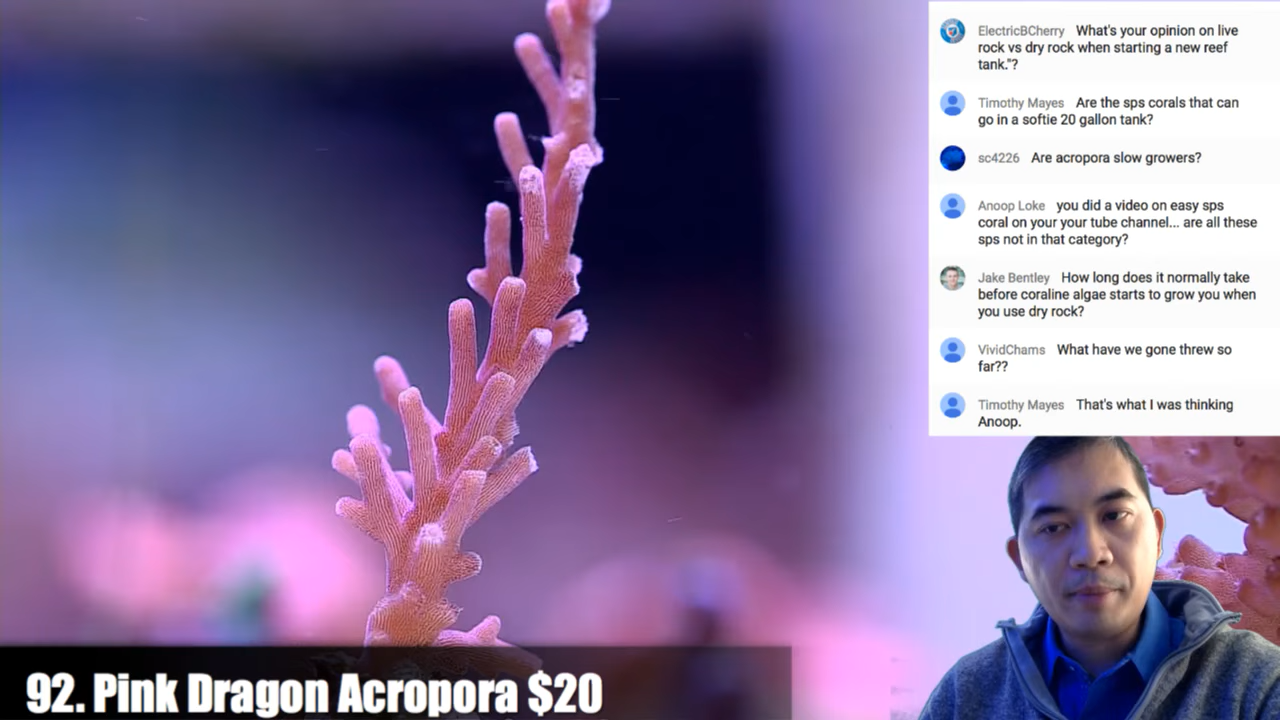 ElectricBCherry What's your opinion on live
rock vs dry rock when starting a new reef
tank."?
Timothy Mayes Are the sps corals that can
go in a softie 20 gallon tank?
sc4226 Are acropora slow growers?
Anoop Loke you did a video on easy sps
coral on your your tube channel... are all these
sps not in that category?
Jake Bentley How long does it normally take
before coraline algae starts to grow you when
you use dry rock?
VividChams What have we gone threw so
far??
Timothy Mayes That's what I was thinking
Anoop.
92. Pink Dragon Acropora $20